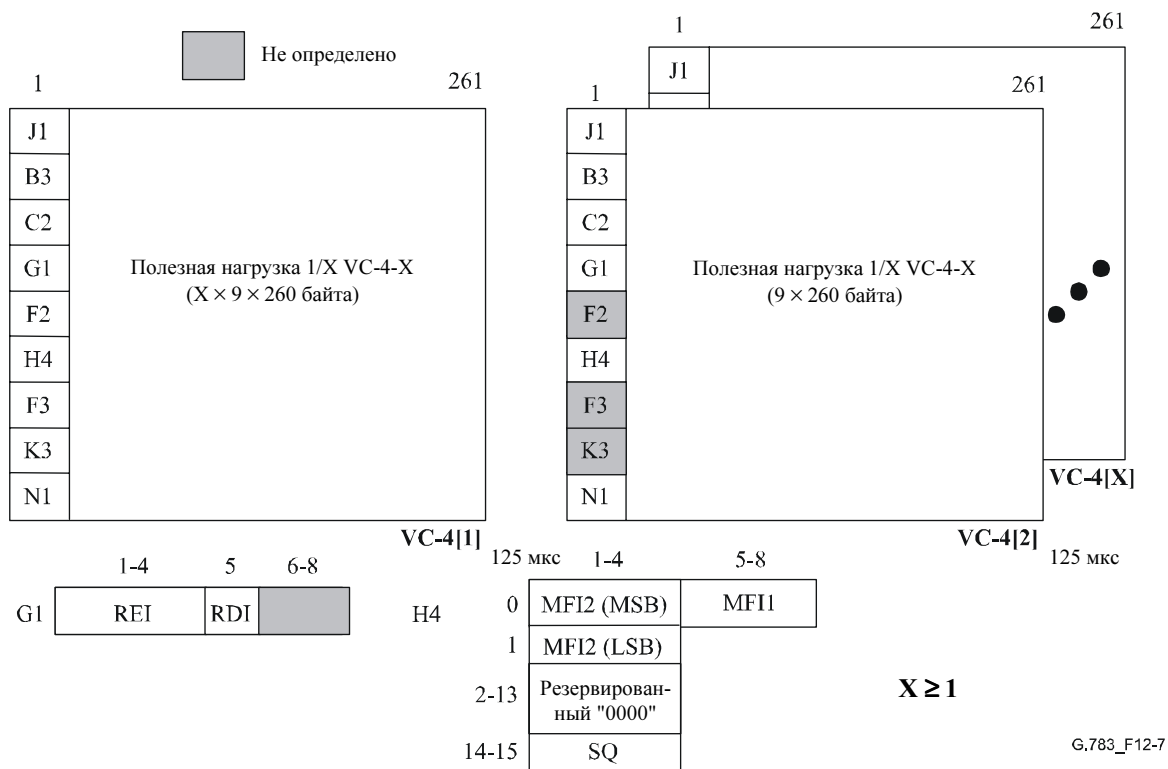 Не определено
1
261
J1
B3
C2
G1
F2
H4
F3
K3
N1
Полезная нагрузка 1/X VC-4-X
(X × 9 × 260 байта)
VC-4[1]
125 мкс
1
261
J1
1
261
J1
B3
C2
G1
F2
H4
F3
K3
N1
Полезная нагрузка 1/X VC-4-X
(9 × 260 байта)
VC-4[X]
VC-4[2]
125 мкс
1-4
5
6-8
G1
REI
RDI
H4
1-4
5-8
0
MFI2 (MSB)
MFI1
1
MFI2 (LSB)
2-13
Резервирован-
ный "0000"
14-15
SQ
X ≥ 1
G.783_F12-7